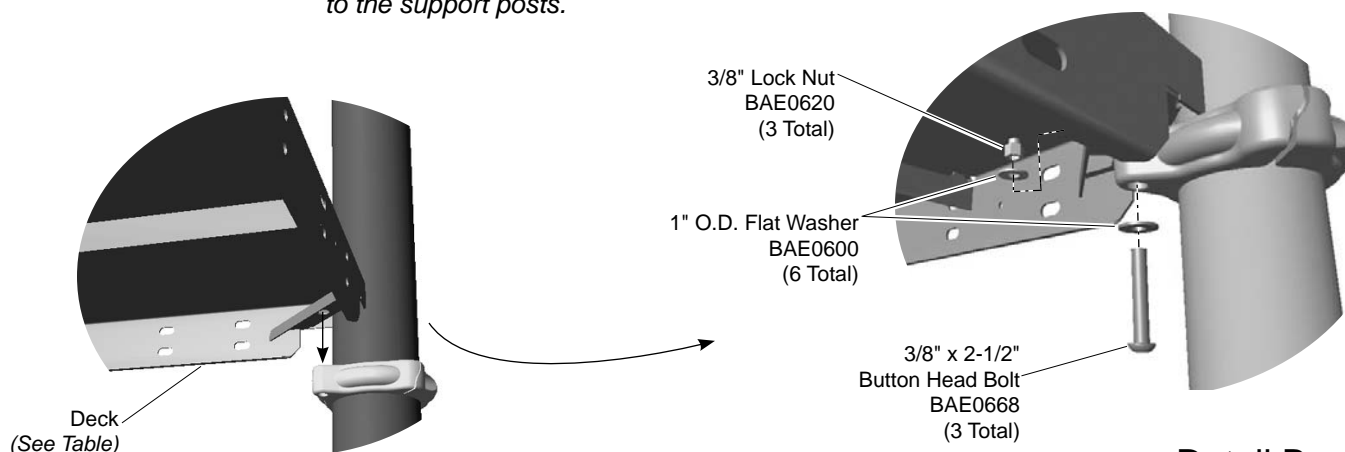 to the support posts.
3/8" Lock Nut
BAE0620
(3 Total)
1" O.D. Flat Washer
BAE0600
(6 Total)
3/8" x 2-1/2"
Button Head Bolt
BAE0668
(3 Total)
Deck
(See Table)